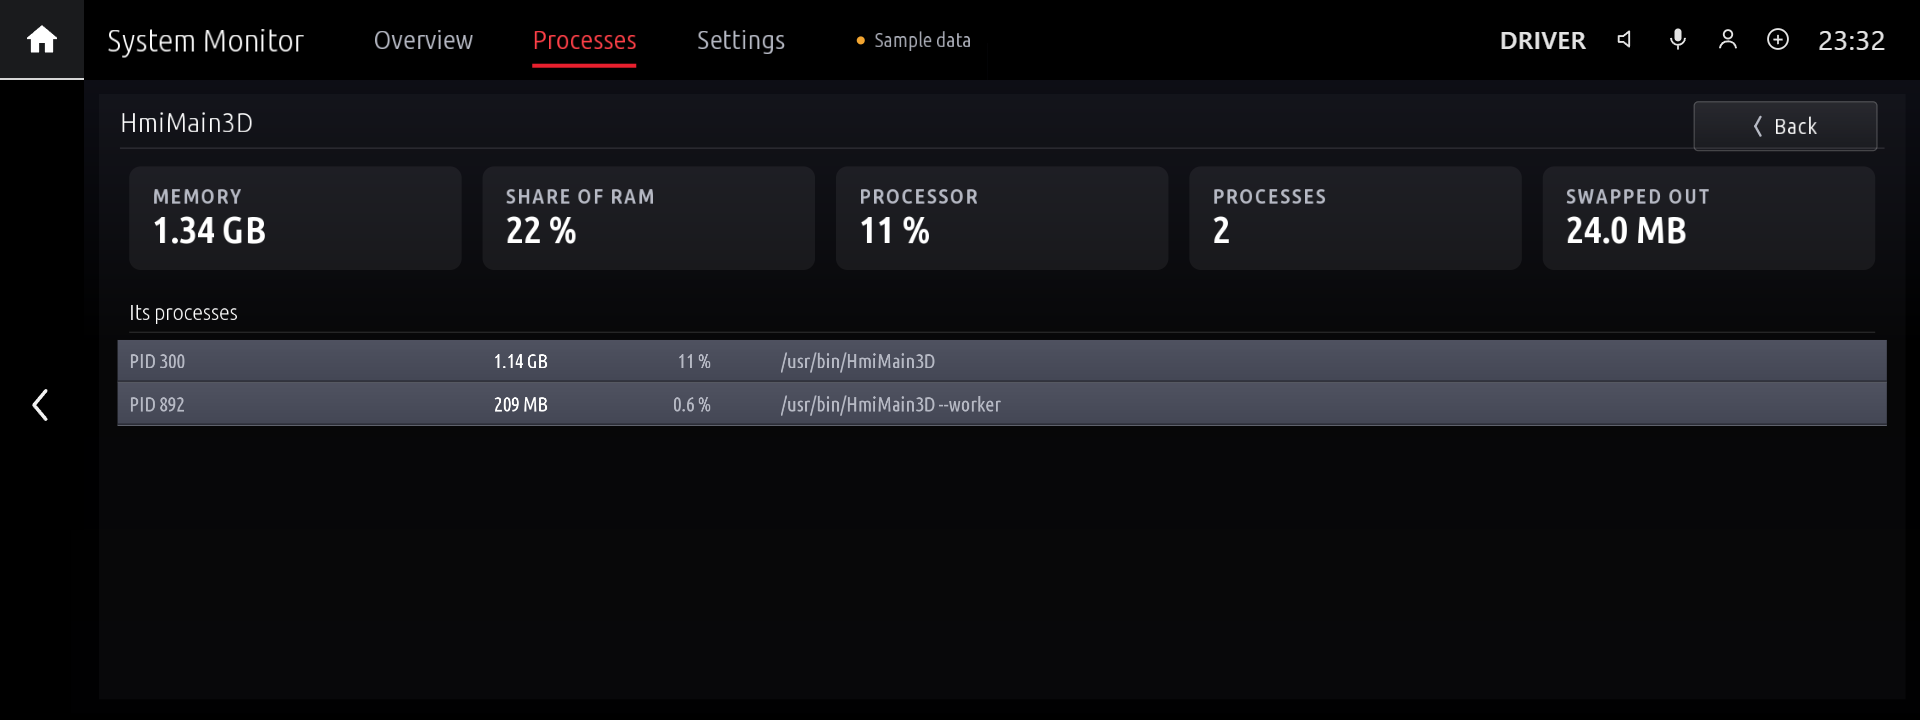 System Monitor
Overview
Processes
Settings
Sample data
DRIVER
23:32
HmiMain3D
Back
MEMORY
1.34 GB
SHARE OF RAM
22 %
PROCESSOR
11 %
PROCESSES
2
SWAPPED OUT
24.0 MB
Its processes
PID 300 1.14 GB 11 % /usr/bin/HmiMain3D
PID 892 209 MB 0.6 % /usr/bin/HmiMain3D --worker